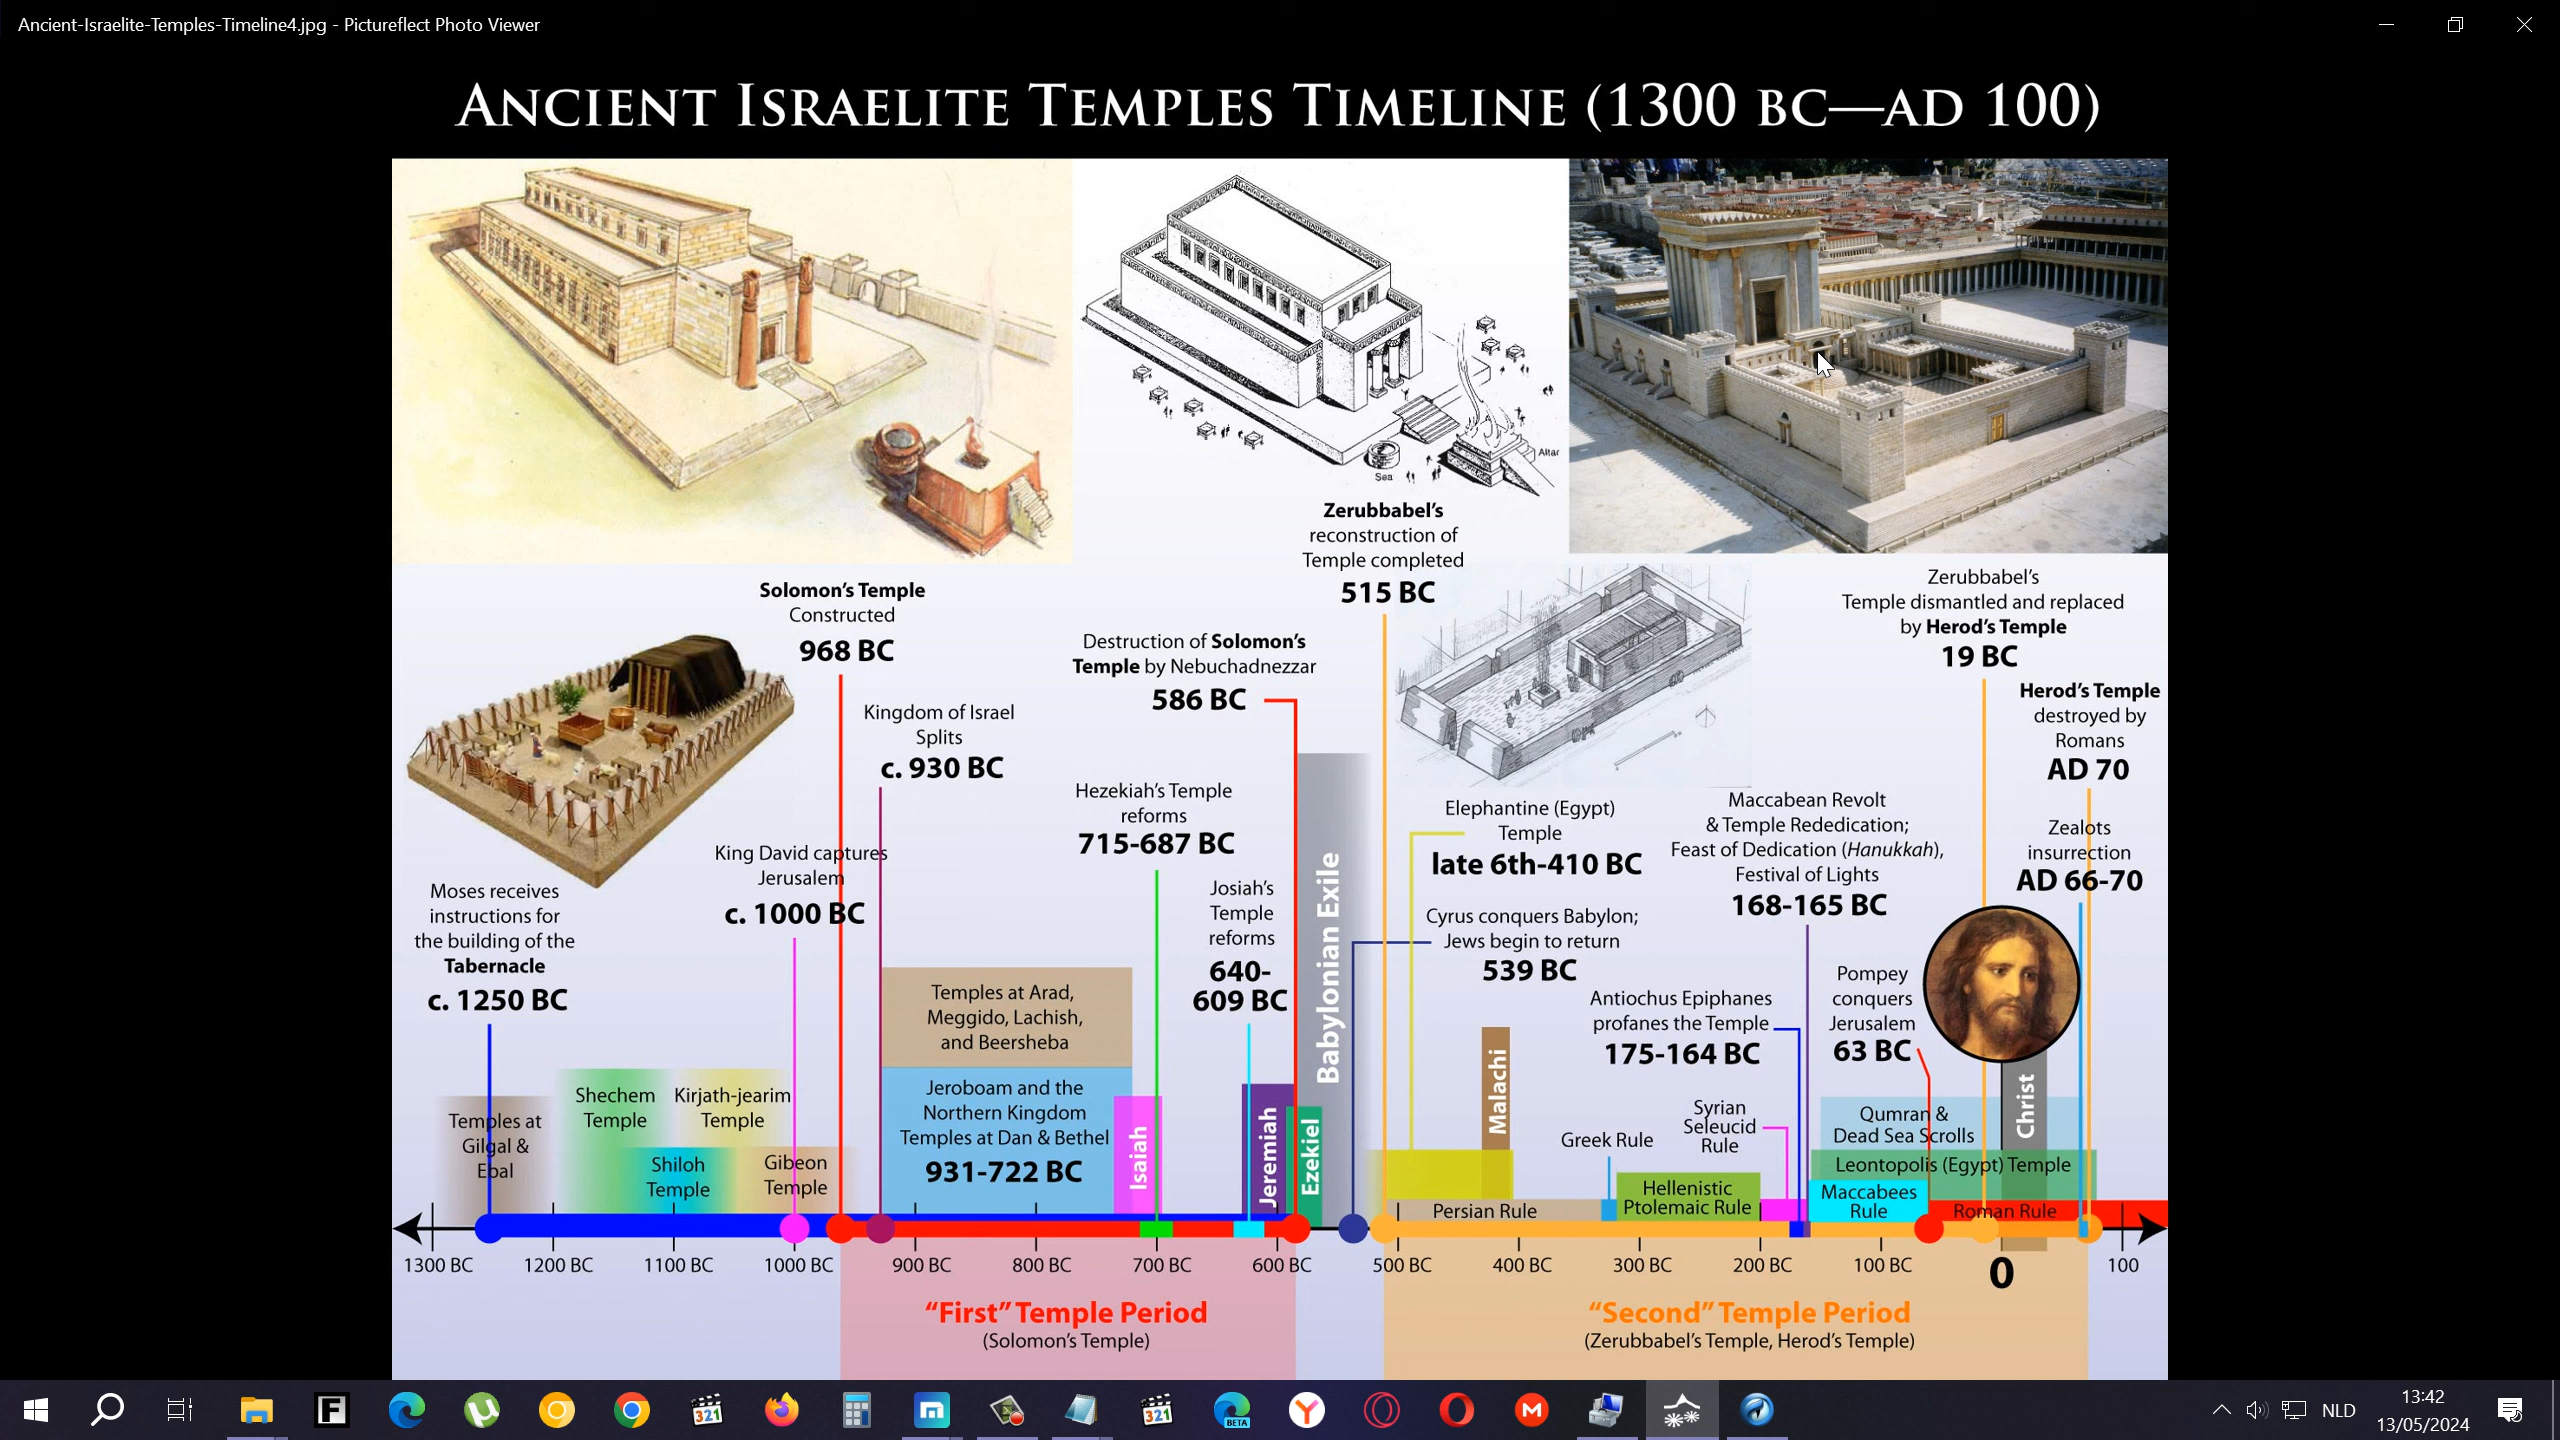 Ancient-Israelite-Temples-Timeline4.jpg - Pictureflect Photo Viewer
ANCIENT ISRAELITE TEMPLES TIMELINE (1300 BC—AD 100)
Altar
Sea
Zerubbabel's
reconstruction of
Temple completed
515 BC
Solomon's Temple
Constructed
968 BC
Zerubbabel's
Temple dismantled and replaced
by Herod's Temple
19 BC
Destruction of Solomon's
Temple by Nebuchadnezzar
586 BC
Herod's Temple
destroyed by
Romans
AD 70
Kingdom of Israel
Splits
c. 930 BC
Hezekiah's Temple
reforms
715-687 BC
Elephantine (Egypt)
Temple
late 6th-410 BC
Maccabean Revolt
& Temple Rededication;
Feast of Dedication (Hanukkah),
Festival of Lights
168-165 BC
Zealots
insurrection
AD 66-70
King David captures
Jerusalem
c. 1000 BC
Moses receives
instructions for
the building of the
Tabernacle
c. 1250 BC
Josiah's
Temple
reforms
640-
609 BC
Babylonian Exile
Cyrus conquers Babylon;
Jews begin to return
539 BC
Antiochus Epiphanes
profanes the Temple
175-164 BC
Pompey
conquers
Jerusalem
63 BC
Temples at Arad,
Meggido, Lachish,
and Beersheba
Jeroboam and the
Northern Kingdom
Temples at Dan & Bethel
931-722 BC
Temples at
Gilgal &
Ebal
Shechem
Temple
Kirjath-jearim
Temple
Shiloh
Temple
Gibeon
Temple
Isaiah
Jeremiah
Ezekiel
Malachi
Christ
Greek Rule
Syrian
Seleucid
Rule
Qumran &
Dead Sea Scrolls
Leontopolis (Egypt) Temple
Persian Rule
Hellenistic
Ptolemaic Rule
Maccabees
Rule
Roman Rule
1300 BC
1200 BC
1100 BC
1000 BC
900 BC
800 BC
700 BC
600 BC
500 BC
400 BC
300 BC
200 BC
100 BC
0
100
"First" Temple Period
(Solomon's Temple)
"Second" Temple Period
(Zerubbabel's Temple, Herod's Temple)
F
321
m
321
BETA
Y
M
NLD
13:42
13/05/2024